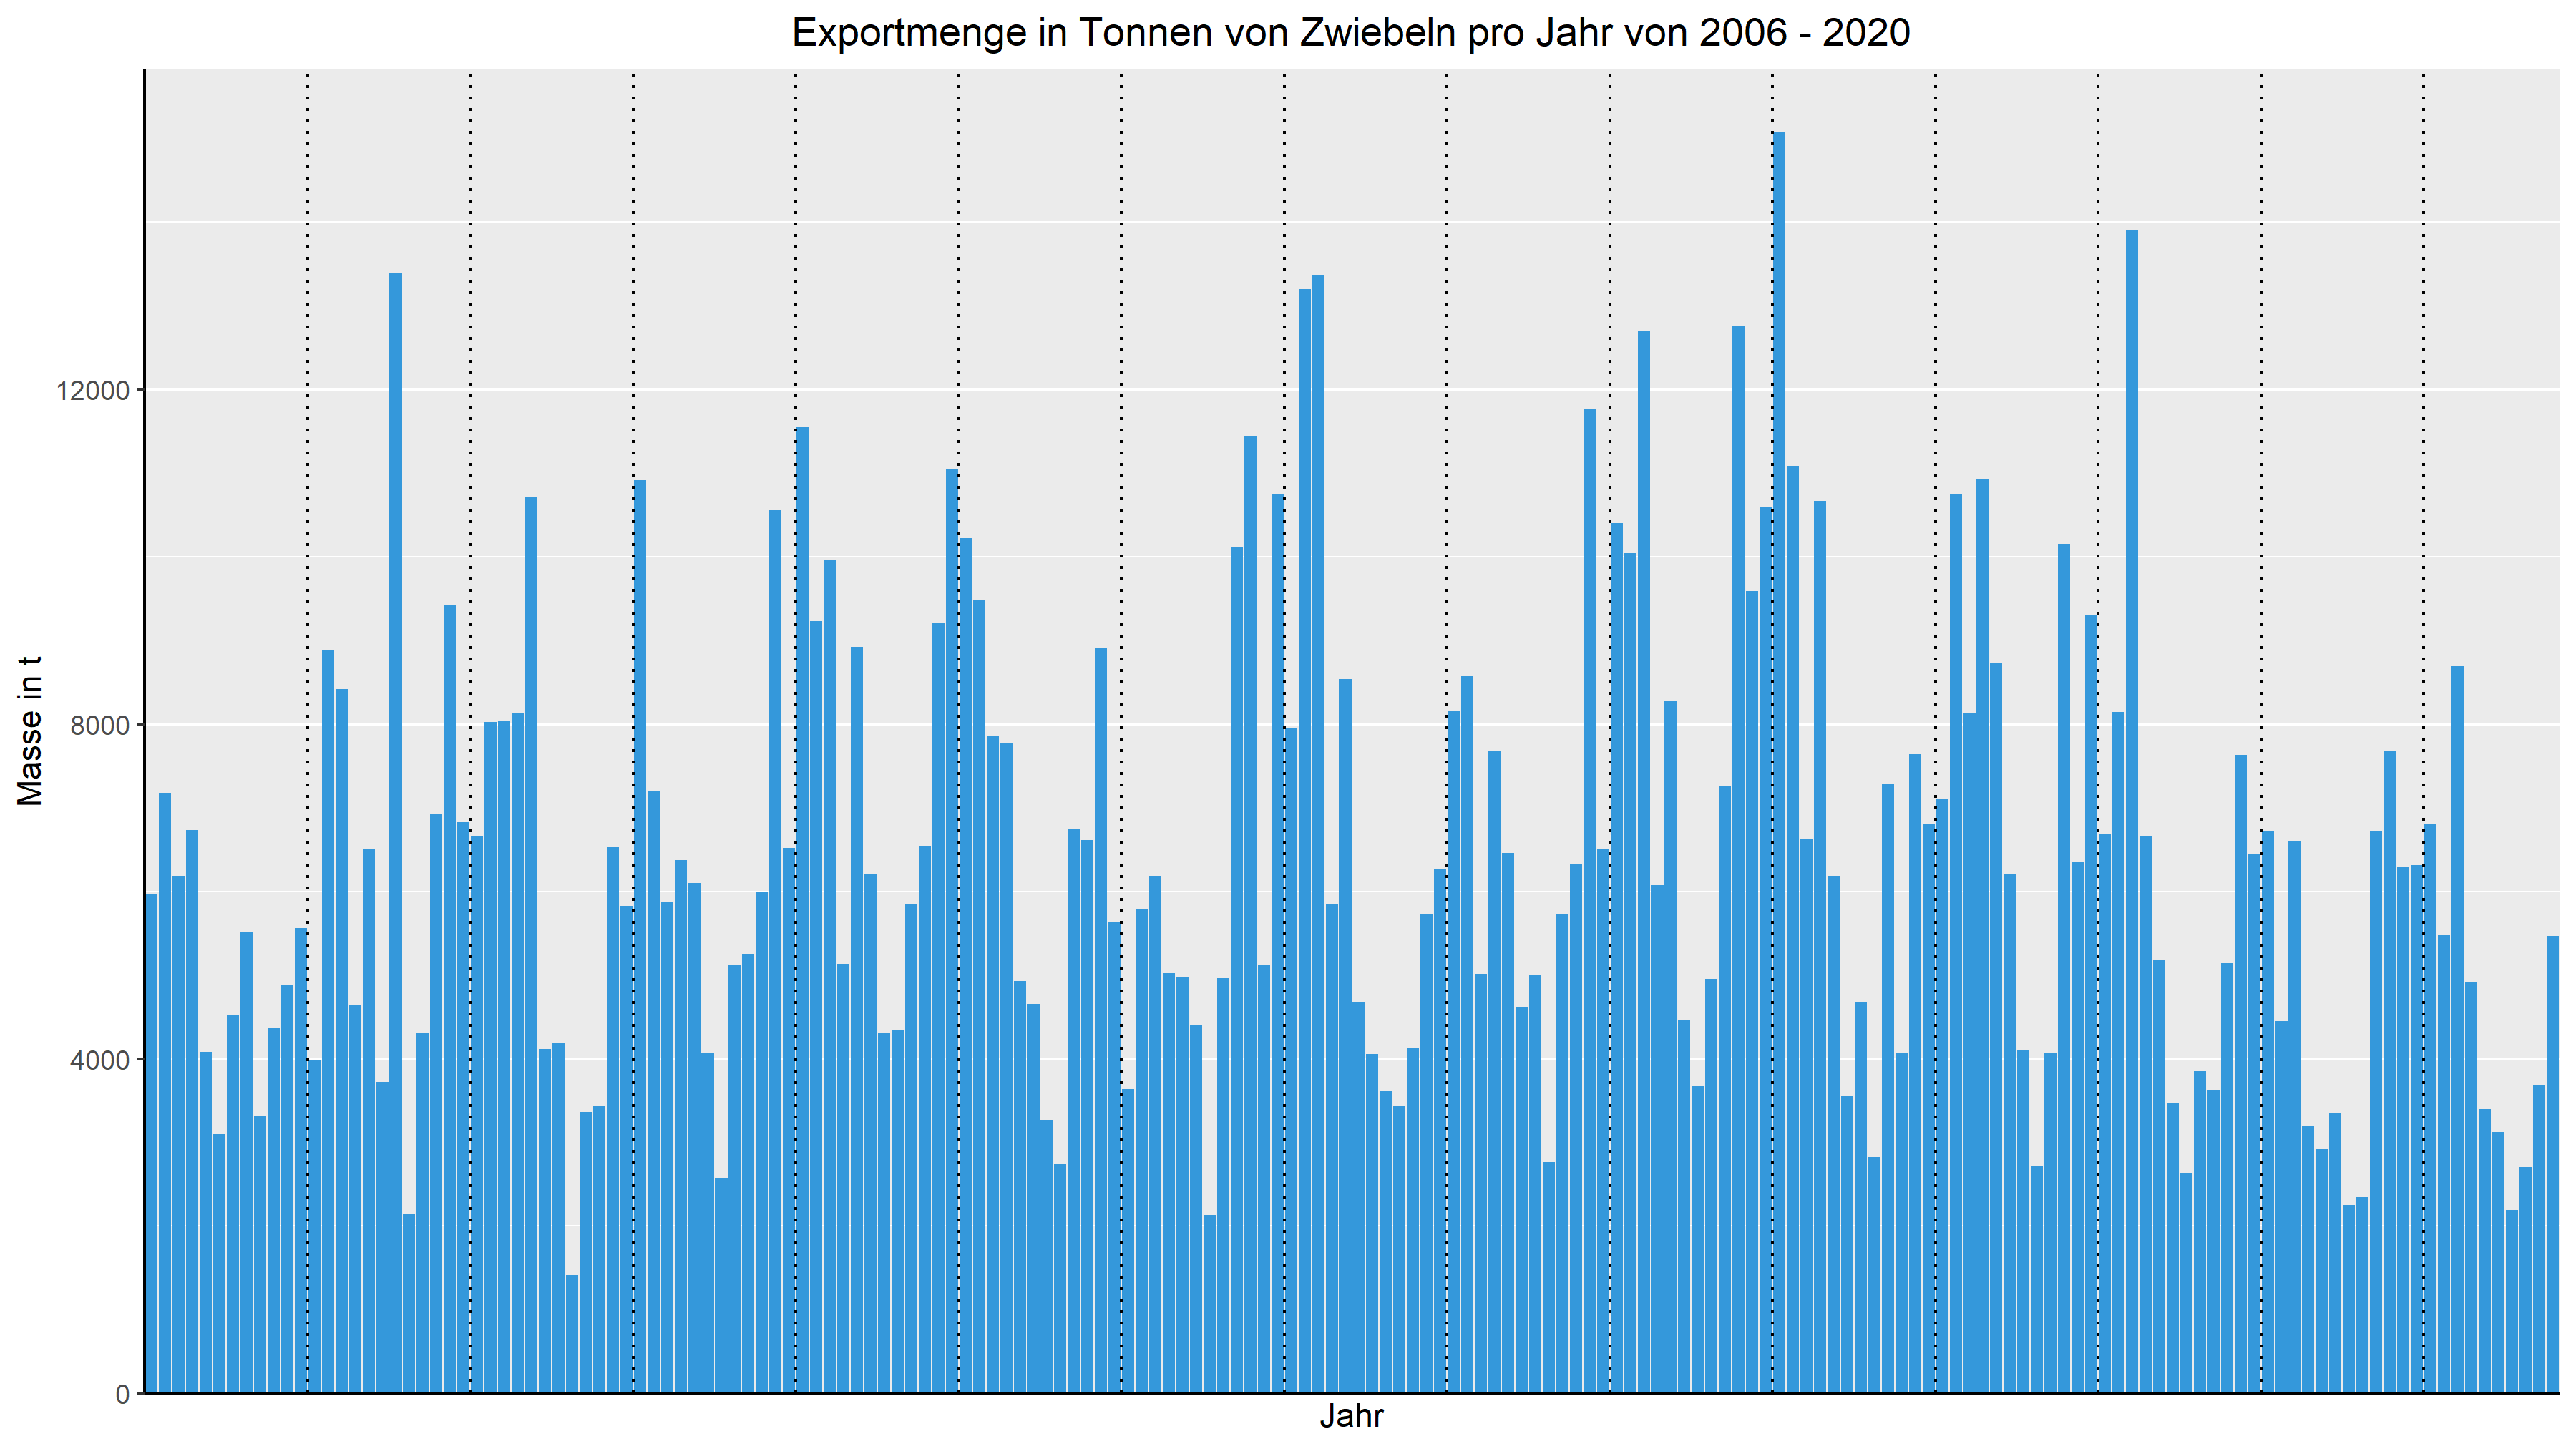 Exportmenge in Tonnen von Zwiebeln pro Jahr von 2006 - 2020
Masse in t
12000
8000
4000
0
Jahr